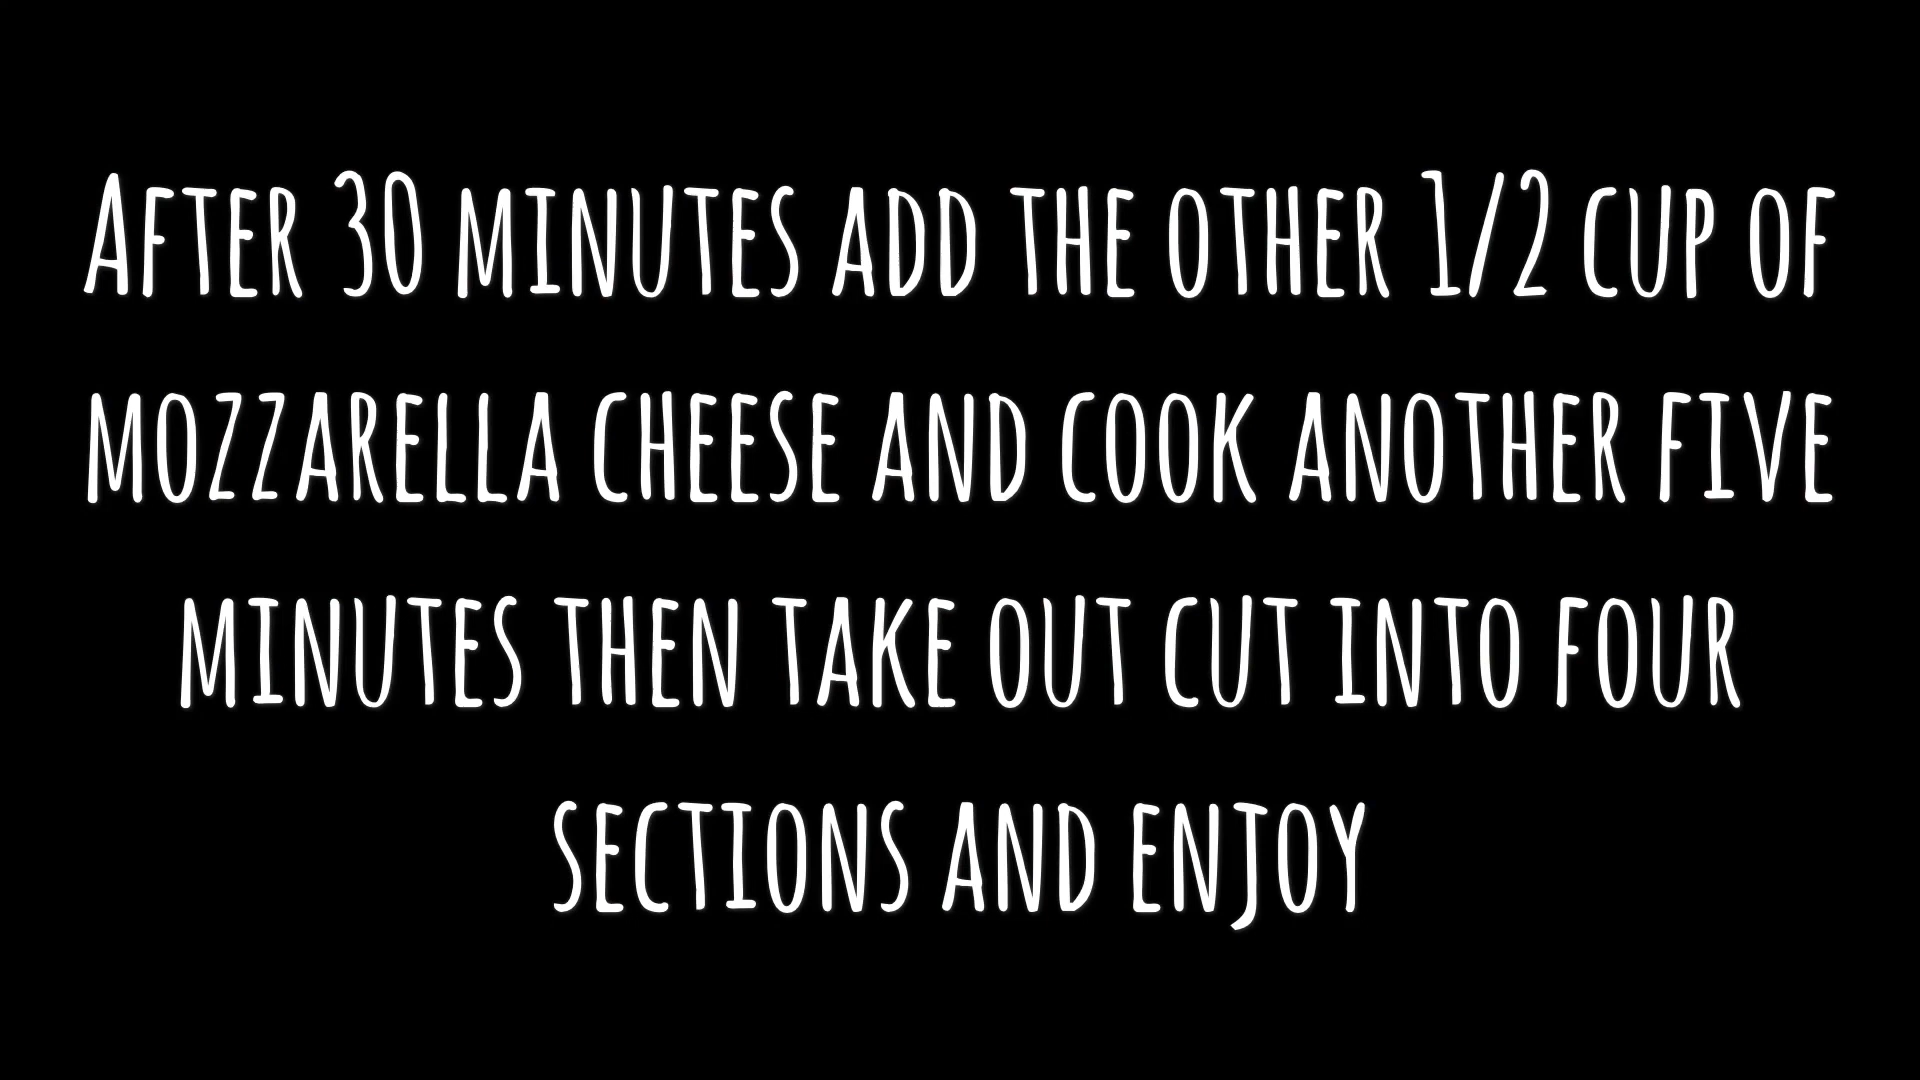 After 30 minutes add the other 1/2 cup of
mozzarella cheese and cook another five
minutes then take out cut into four
sections and enjoy